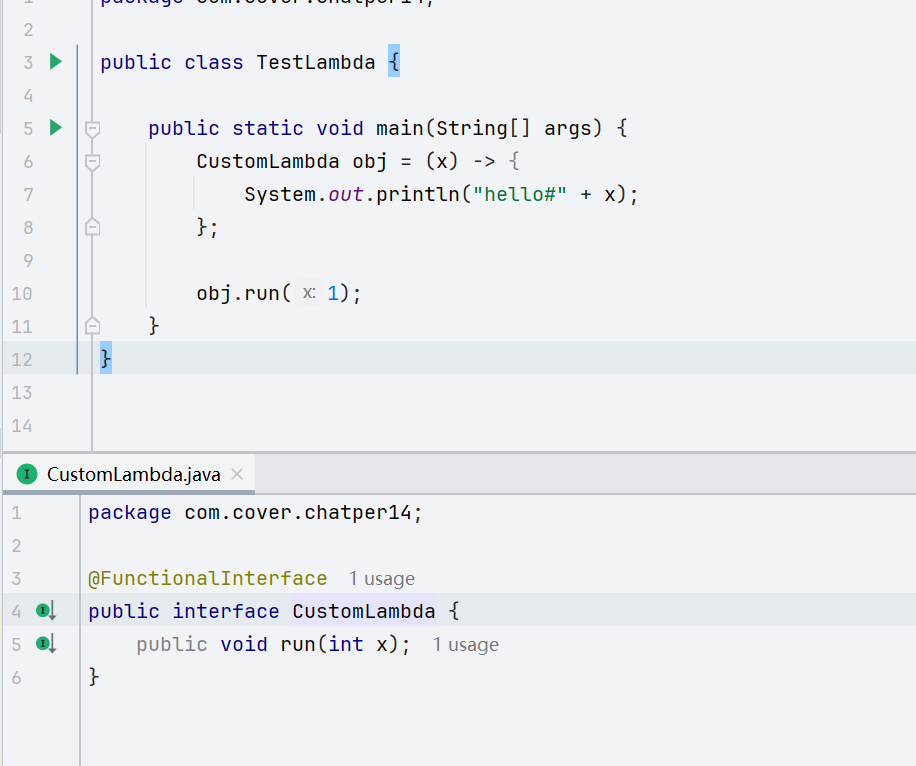 package com.cover.chatper14;
2
3 public class TestLambda {
4
5 public static void main(String[] args) {
6 CustomLambda obj = (x) -> {
7 System.out.println("hello#" + x);
8 };
9
10 obj.run( x: 1);
11 }
12 }
13
14
CustomLambda.java
1 package com.cover.chatper14;
2
3 @FunctionalInterface 1 usage
4 public interface CustomLambda {
5 public void run(int x); 1 usage
6 }